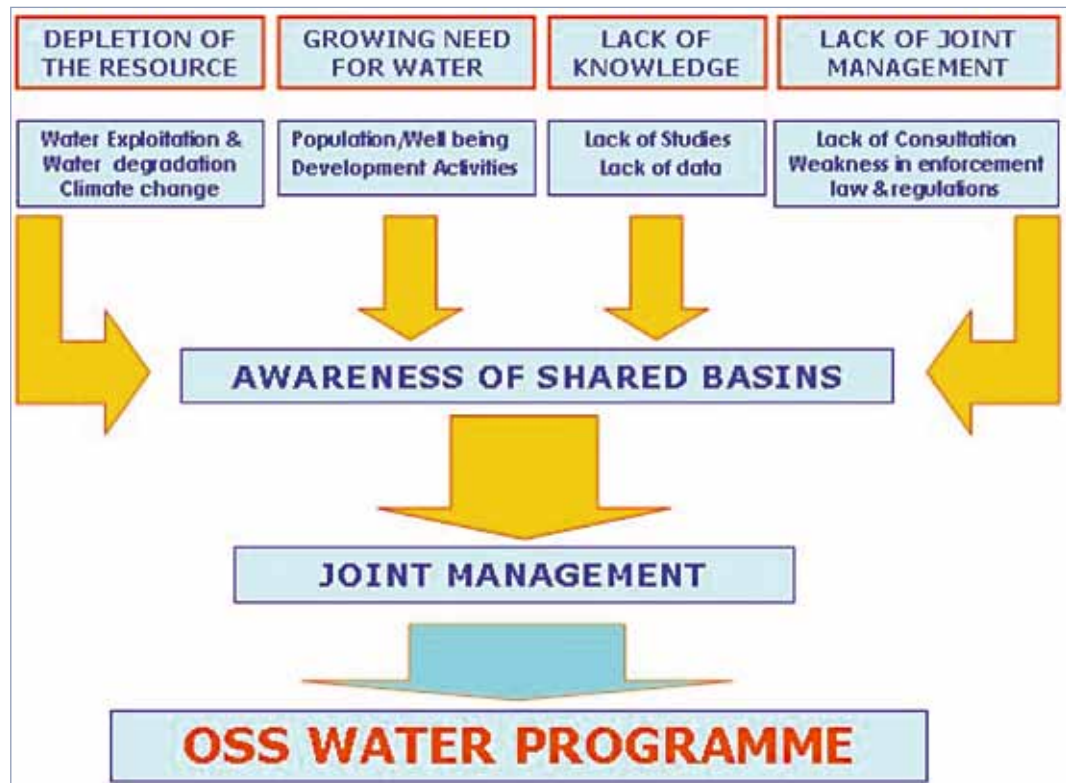 DEPLETION OF
THE RESOURCE
GROWING NEED
FOR WATER
LACK OF
KNOWLEDGE
LACK OF JOINT
MANAGEMENT
Water Exploitation &
Water degradation
Climate change
Population/Well being
Development Activities
Lack of Studies
Lack of data
Lack of Consultation
Weakness in enforcement
law & regulations
AWARENESS OF SHARED BASINS
JOINT MANAGEMENT
OSS WATER PROGRAMME